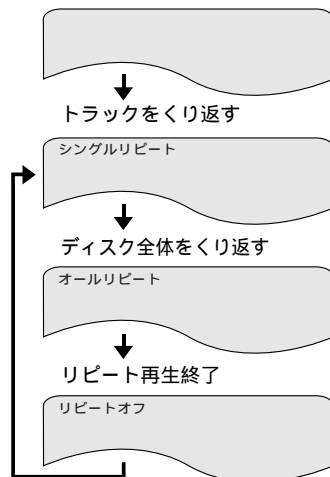 トラックをくり返す
シングルリピート
ディスク全体をくり返す
オールリピート
リピート再生終了
リピートオフ